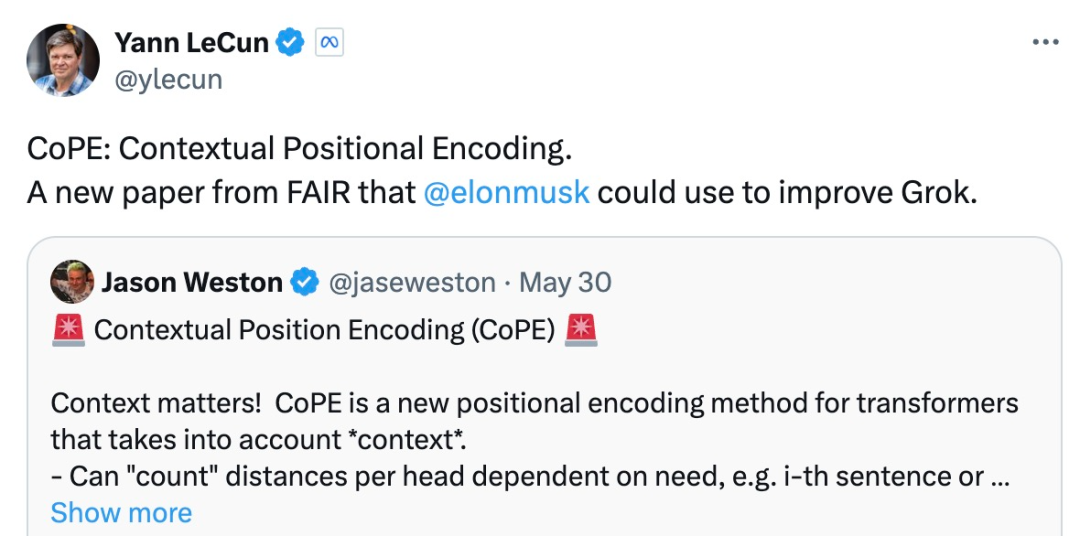 Yann LeCun
@ylecun
CoPE: Contextual Positional Encoding.
A new paper from FAIR that @elonmusk could use to improve Grok.
Jason Weston @jaseweston · May 30
🚨 Contextual Position Encoding (CoPE) 🚨
Context matters! CoPE is a new positional encoding method for transformers
that takes into account *context*.
- Can "count" distances per head dependent on need, e.g. i-th sentence or ...
Show more